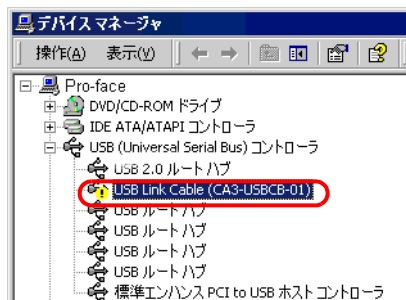 デバイス マネージャ
操作(A) 表示(V)
Pro-face
DVD/CD-ROM ドライブ
IDE ATA/ATAPI コントローラ
USB (Universal Serial Bus) コントローラ
USB 2.0 ルート ハブ
USB Link Cable (CA3-USBCB-01)
USB ルート ハブ
USB ルート ハブ
USB ルート ハブ
USB ルート ハブ
標準エンハンス PCI to USB ホスト コントローラ